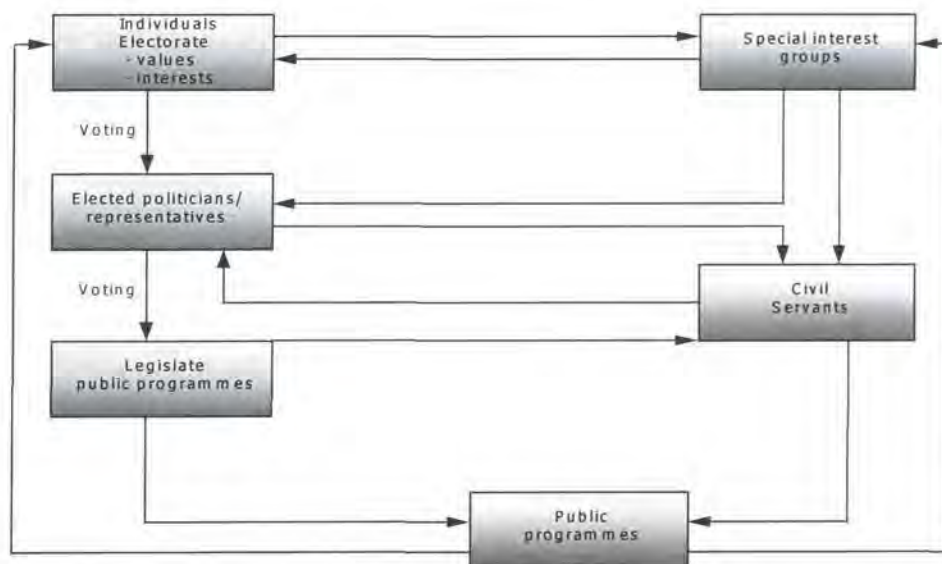 Individuals
Electorate
- values
- interests
Special interest
groups
Voting
Elected politicians/
representatives
Voting
Civil
Servants
Legislate
public programmes
Public
programmes